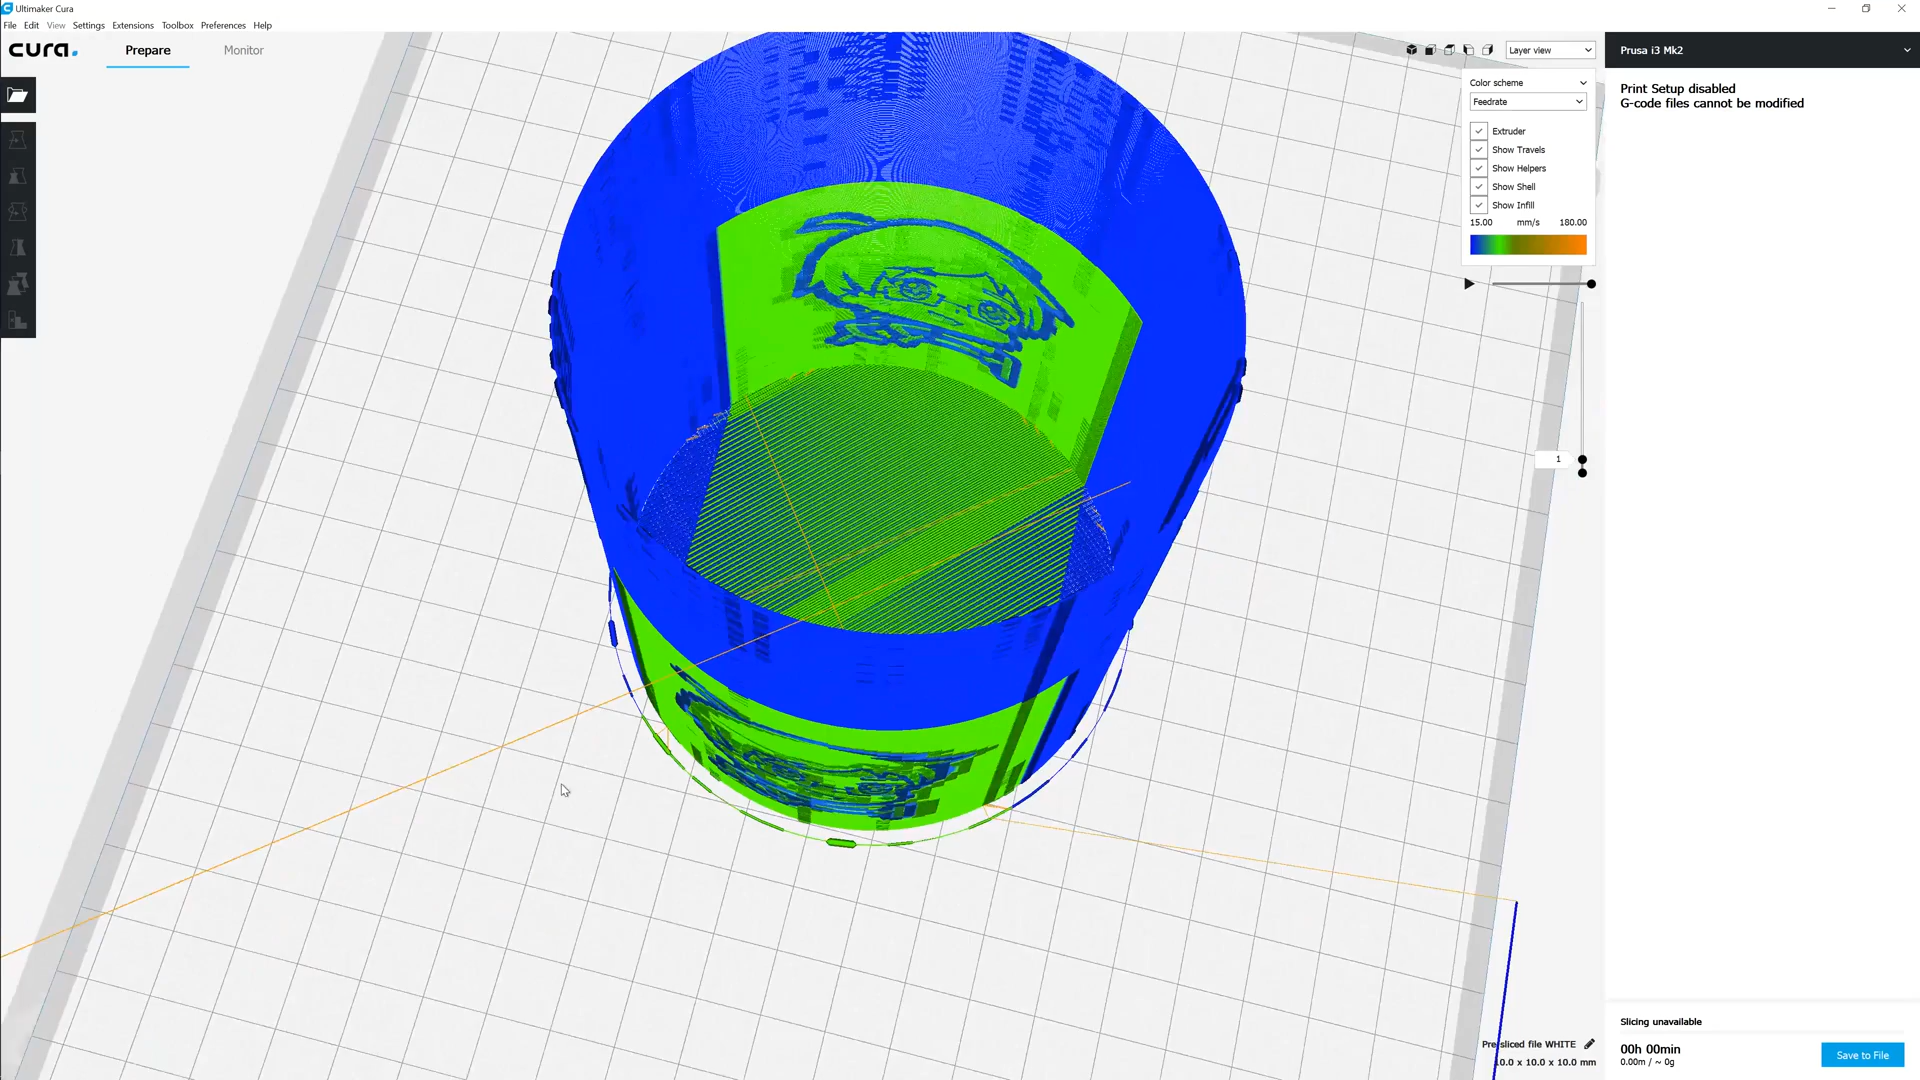 Ultimaker Cura
File Edit View Settings Extensions Toolbox Preferences Help
cura.
Prepare
Monitor
Layer view
Prusa i3 Mk2
Color scheme
Feedrate
Extruder
Show Travels
Show Helpers
Show Shell
Show Infill
15.00 mm/s 180.00
Print Setup disabled
G-code files cannot be modified
1
Pre-sliced file WHITE
10.0 x 10.0 x 10.0 mm
Slicing unavailable
00h 00min
0.00m / ~ 0g
Save to File